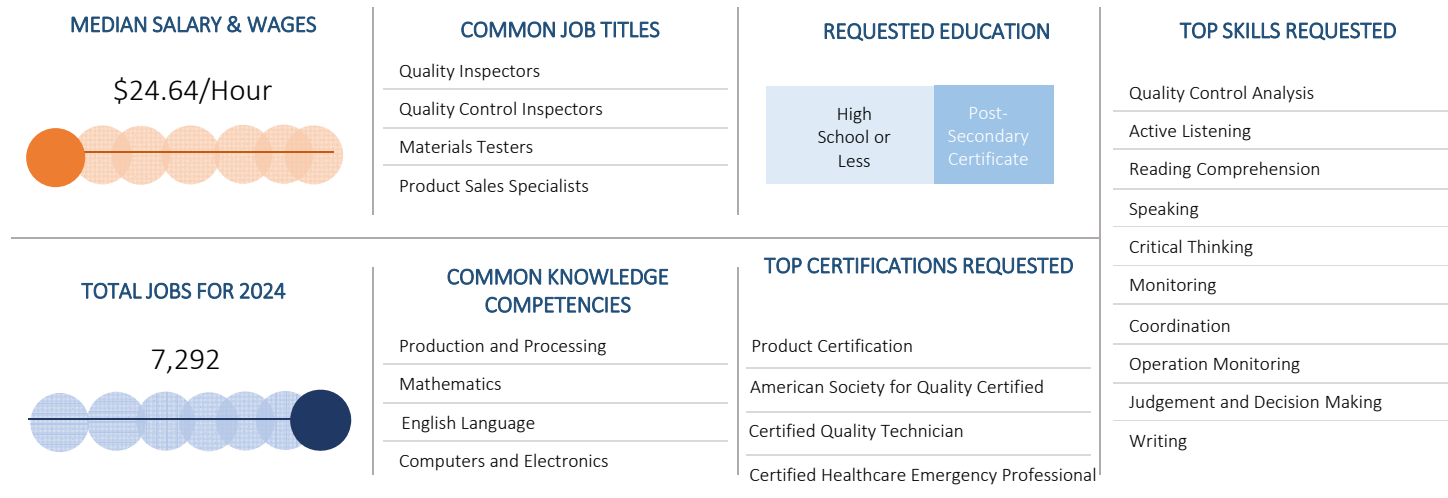 MEDIAN SALARY & WAGES
$24.64/Hour
COMMON JOB TITLES
Quality Inspectors
Quality Control Inspectors
Materials Testers
Product Sales Specialists
REQUESTED EDUCATION
High
School or
Less
Post-
Secondary
Certificate
TOP SKILLS REQUESTED
Quality Control Analysis
Active Listening
Reading Comprehension
Speaking
Critical Thinking
Monitoring
Coordination
Operation Monitoring
Judgement and Decision Making
Writing
TOTAL JOBS FOR 2024
7,292
COMMON KNOWLEDGE
COMPETENCIES
Production and Processing
Mathematics
English Language
Computers and Electronics
TOP CERTIFICATIONS REQUESTED
Product Certification
American Society for Quality Certified
Certified Quality Technician
Certified Healthcare Emergency Professional